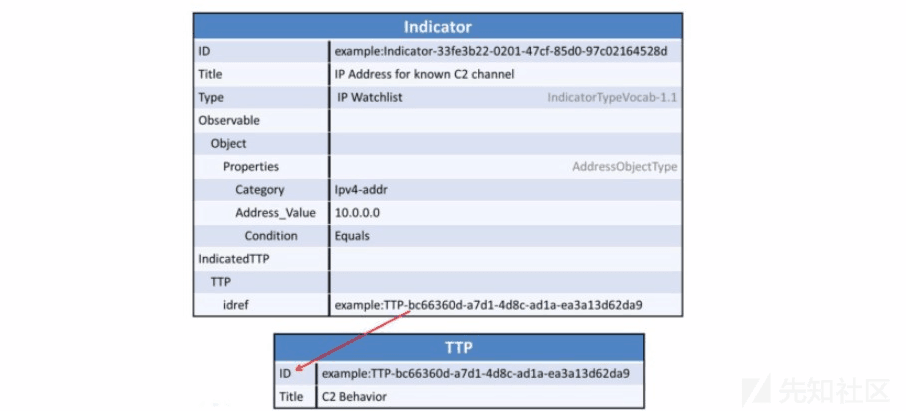 Indicator
ID example:Indicator-33fe3b22-0201-47cf-85d0-97c02164528d
Title IP Address for known C2 channel
Type IP Watchlist IndicatorTypeVocab-1.1
Observable
Object
Properties AddressObjectType
Category Ipv4-addr
Address_Value 10.0.0.0
Condition Equals
IndicatedTTP
TTP
idref example:TTP-bc66360d-a7d1-4d8c-ad1a-ea3a13d62da9
TTP
ID example:TTP-bc66360d-a7d1-4d8c-ad1a-ea3a13d62da9
Title C2 Behavior
先知社区